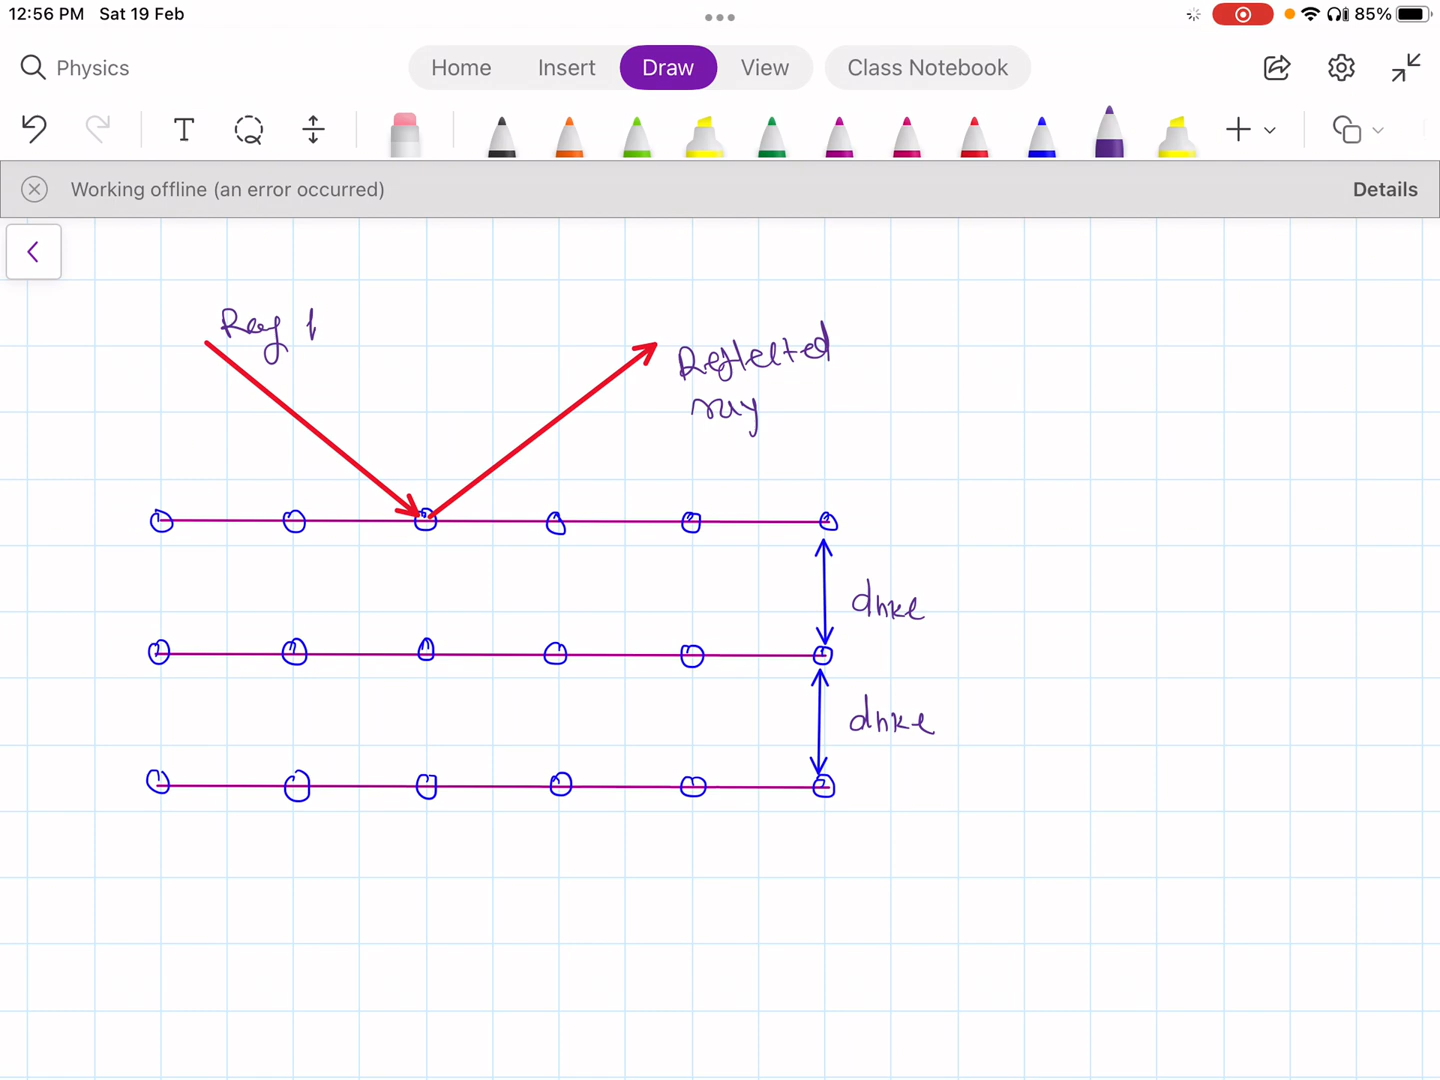 12:56 PM Sat 19 Feb
85%
Physics
Home Insert Draw View Class Notebook
T
Working offline (an error occurred)
Details
Ray 1
Reflected
ray
dhkl
dhkl